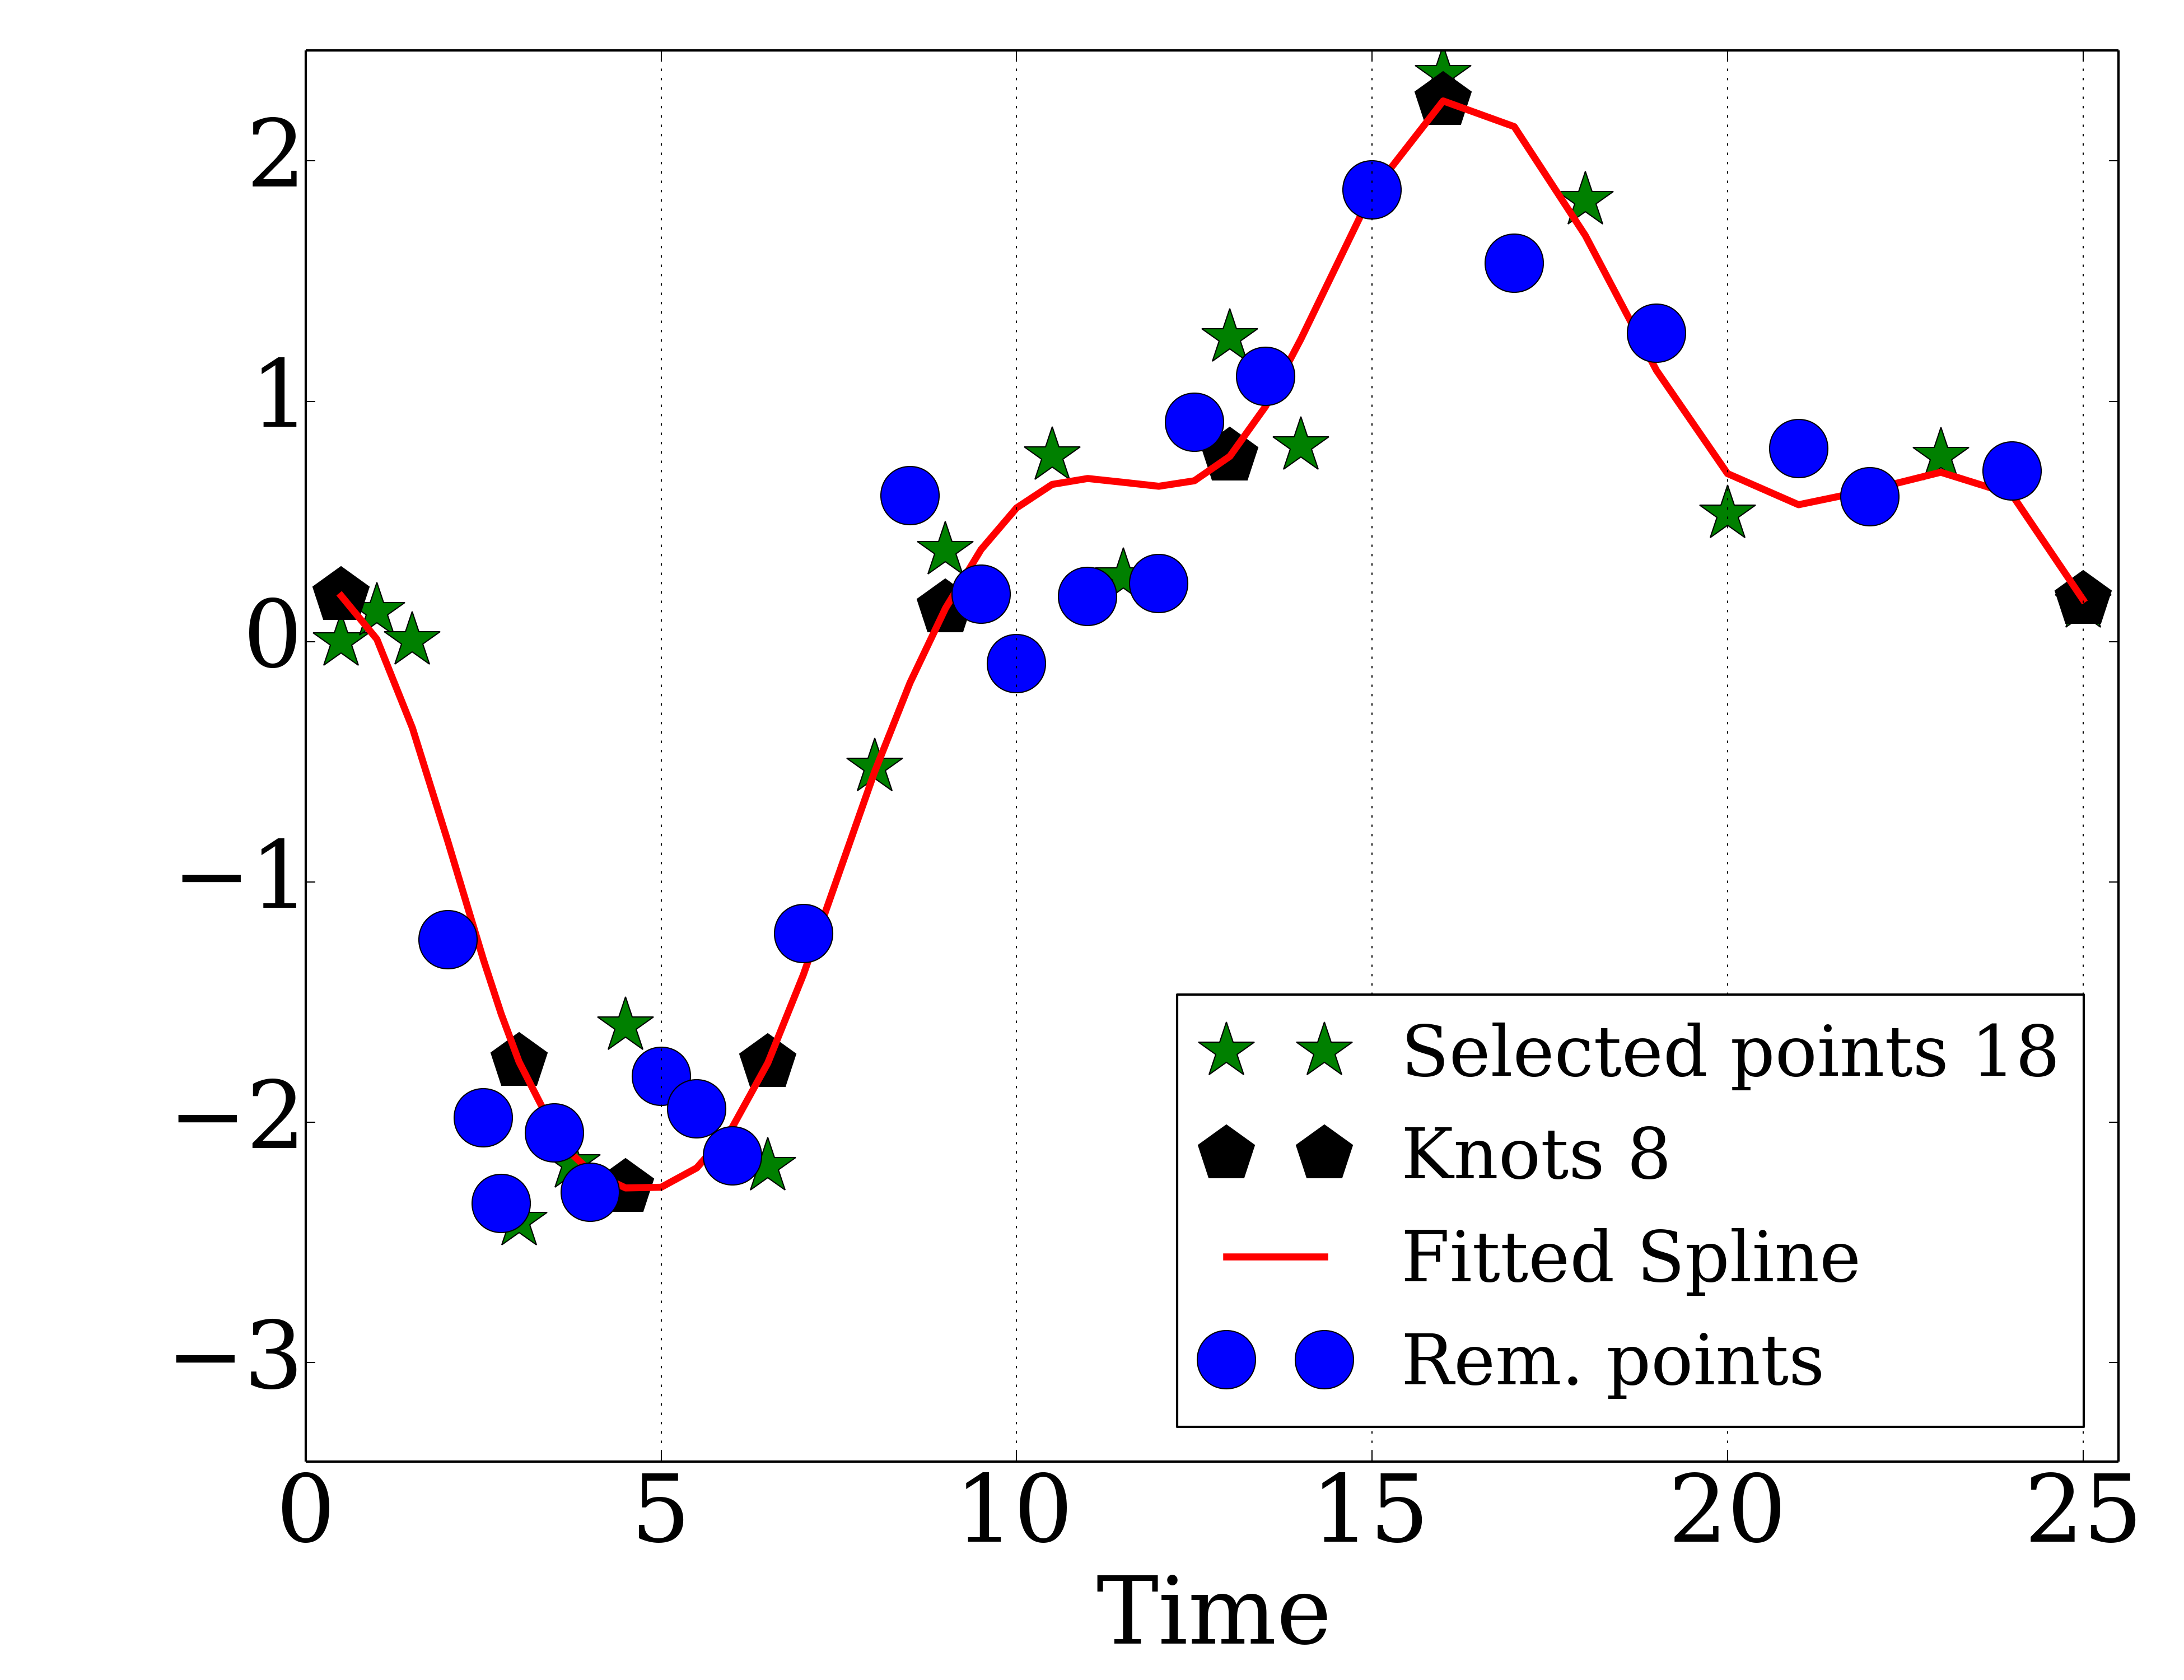 2
1
0
−1
−2
−3
Selected points 18
Knots 8
Fitted Spline
Rem. points
0 5 10 15 20 25
Time